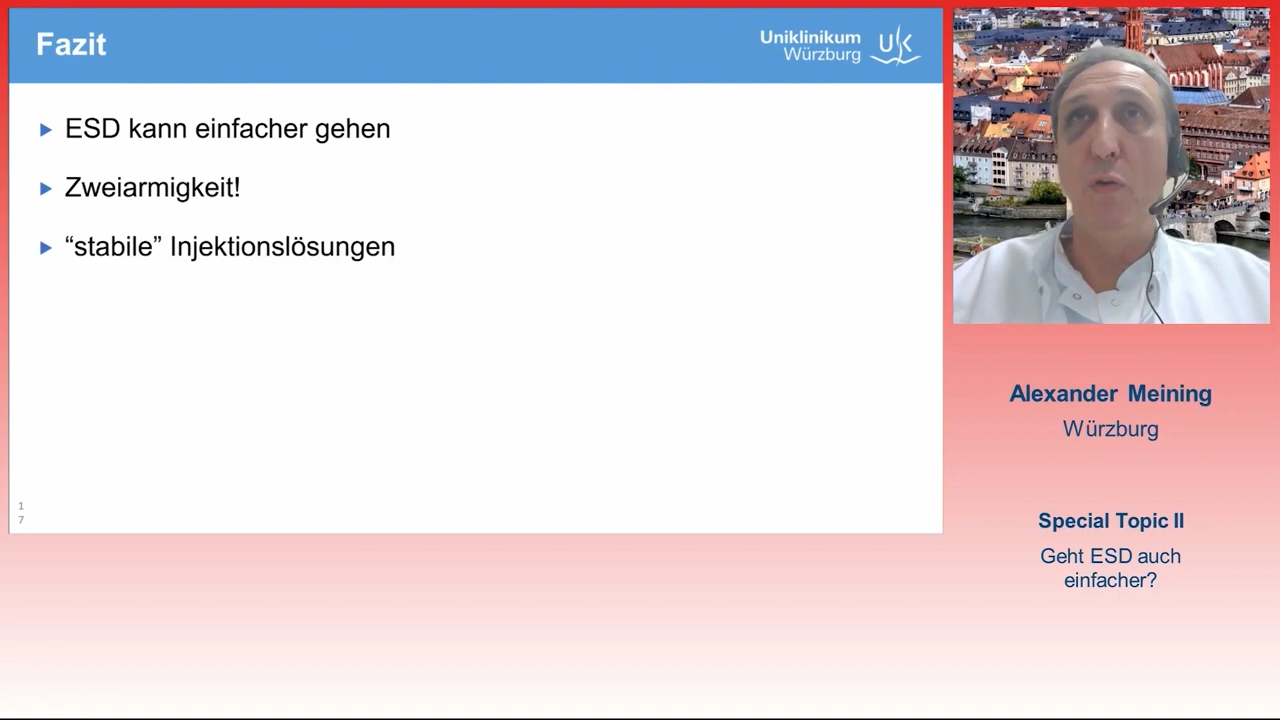 Fazit
Uniklinikum
Würzburg
UK
ESD kann einfacher gehen
Zweiarmigkeit!
“stabile” Injektionslösungen
1
7
Alexander Meining
Würzburg
Special Topic II
Geht ESD auch
einfacher?